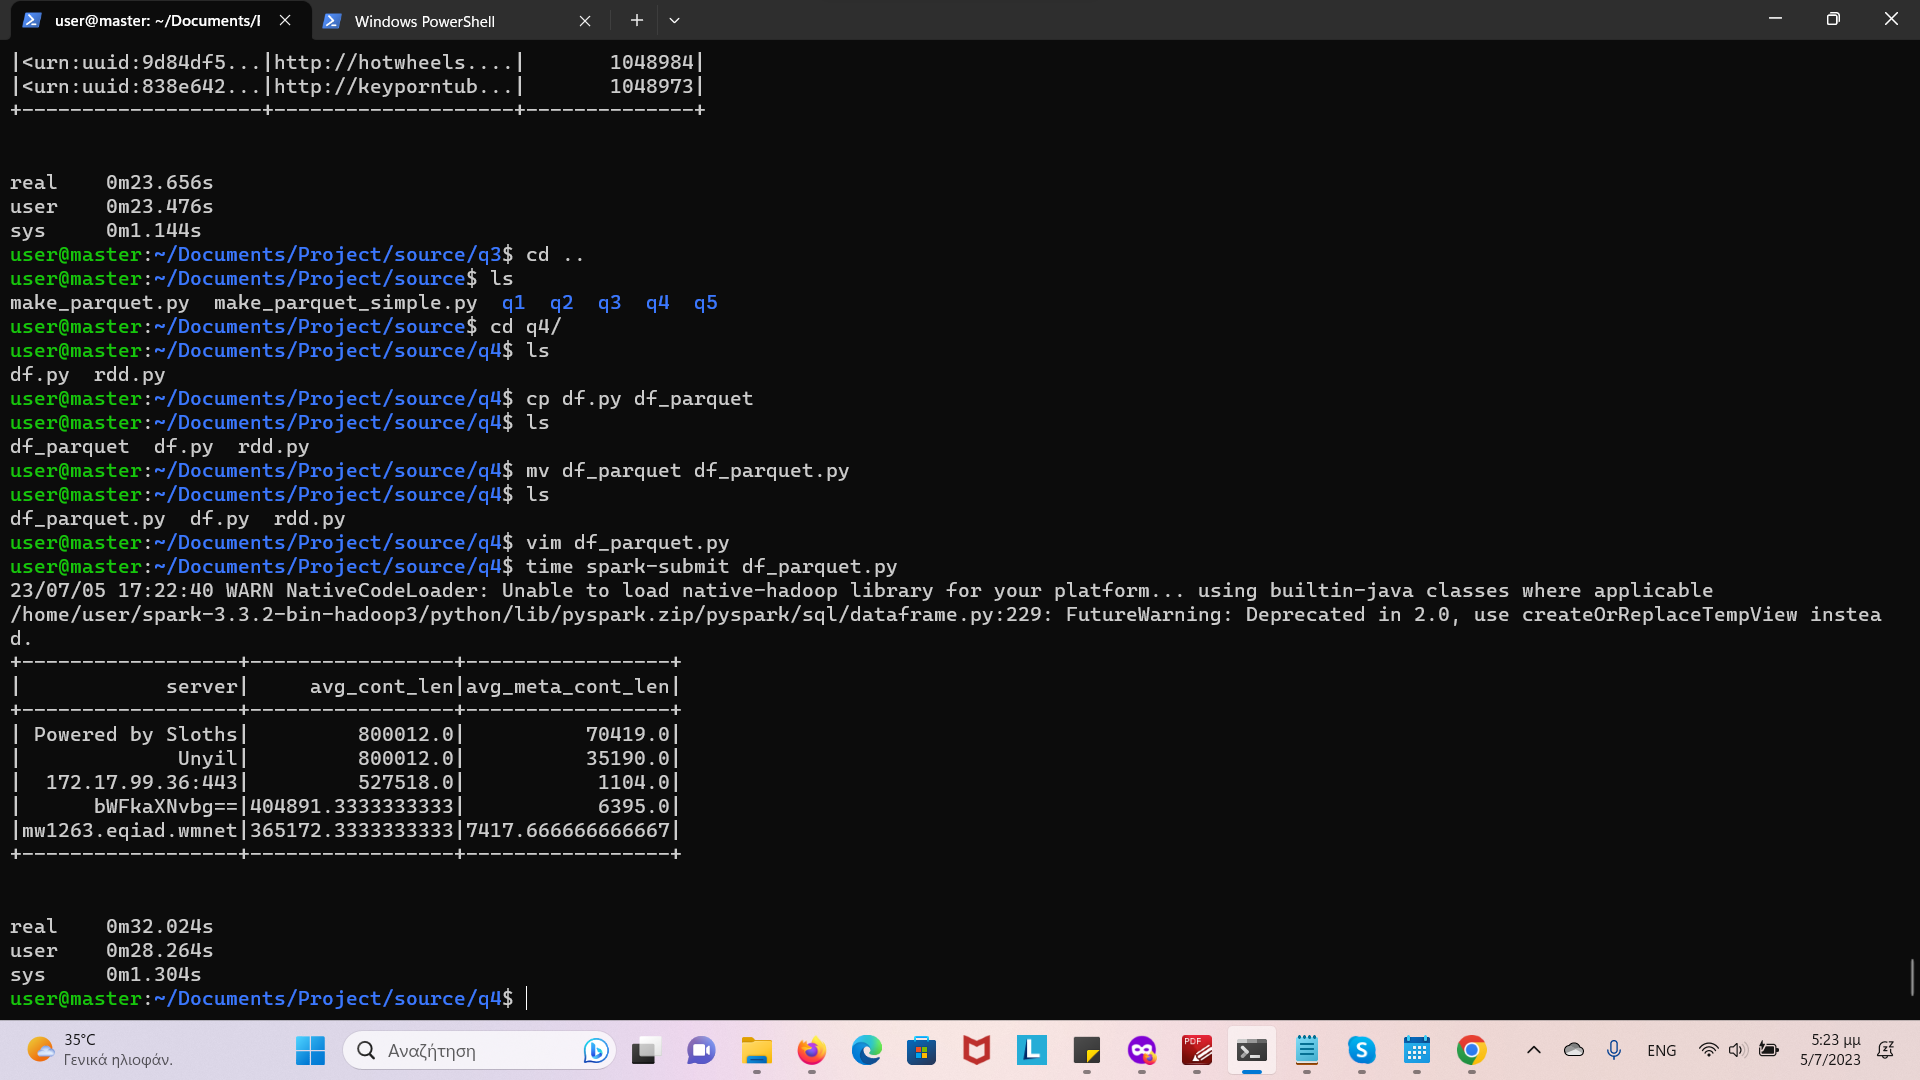 user@master: ~/Documents/I
Windows PowerShell
|<urn:uuid:9d84df5...|http://hotwheels....|       1048984|
|<urn:uuid:838e642...|http://keyporntub...|       1048973|
+--------------------+--------------------+--------------+
real    0m23.656s
user    0m23.476s
sys     0m1.144s
user@master:~/Documents/Project/source/q3$ cd ..
user@master:~/Documents/Project/source$ ls
make_parquet.py  make_parquet_simple.py  q1  q2  q3  q4  q5
user@master:~/Documents/Project/source$ cd q4/
user@master:~/Documents/Project/source/q4$ ls
df.py  rdd.py
user@master:~/Documents/Project/source/q4$ cp df.py df_parquet
user@master:~/Documents/Project/source/q4$ ls
df_parquet  df.py  rdd.py
user@master:~/Documents/Project/source/q4$ mv df_parquet df_parquet.py
user@master:~/Documents/Project/source/q4$ ls
df_parquet.py  df.py  rdd.py
user@master:~/Documents/Project/source/q4$ vim df_parquet.py
user@master:~/Documents/Project/source/q4$ time spark-submit df_parquet.py
23/07/05 17:22:40 WARN NativeCodeLoader: Unable to load native-hadoop library for your platform... using builtin-java classes where applicable
/home/user/spark-3.3.2-bin-hadoop3/python/lib/pyspark.zip/pyspark/sql/dataframe.py:229: FutureWarning: Deprecated in 2.0, use createOrReplaceTempView instea
d.
+------------------+-----------------+-----------------+
|            server|     avg_cont_len|avg_meta_cont_len|
+------------------+-----------------+-----------------+
| Powered by Sloths|         800012.0|          70419.0|
|             Unyil|         800012.0|          35190.0|
|  172.17.99.36:443|         527518.0|           1104.0|
|      bWFkaXNvbg==|404891.3333333333|           6395.0|
|mw1263.eqiad.wmnet|365172.3333333333|7417.666666666667|
+------------------+-----------------+-----------------+
real    0m32.024s
user    0m28.264s
sys     0m1.304s
user@master:~/Documents/Project/source/q4$
35°C
Γενικά ηλιοφάν.
Αναζήτηση
L
PDF
S
ENG
5:23 μμ
5/7/2023